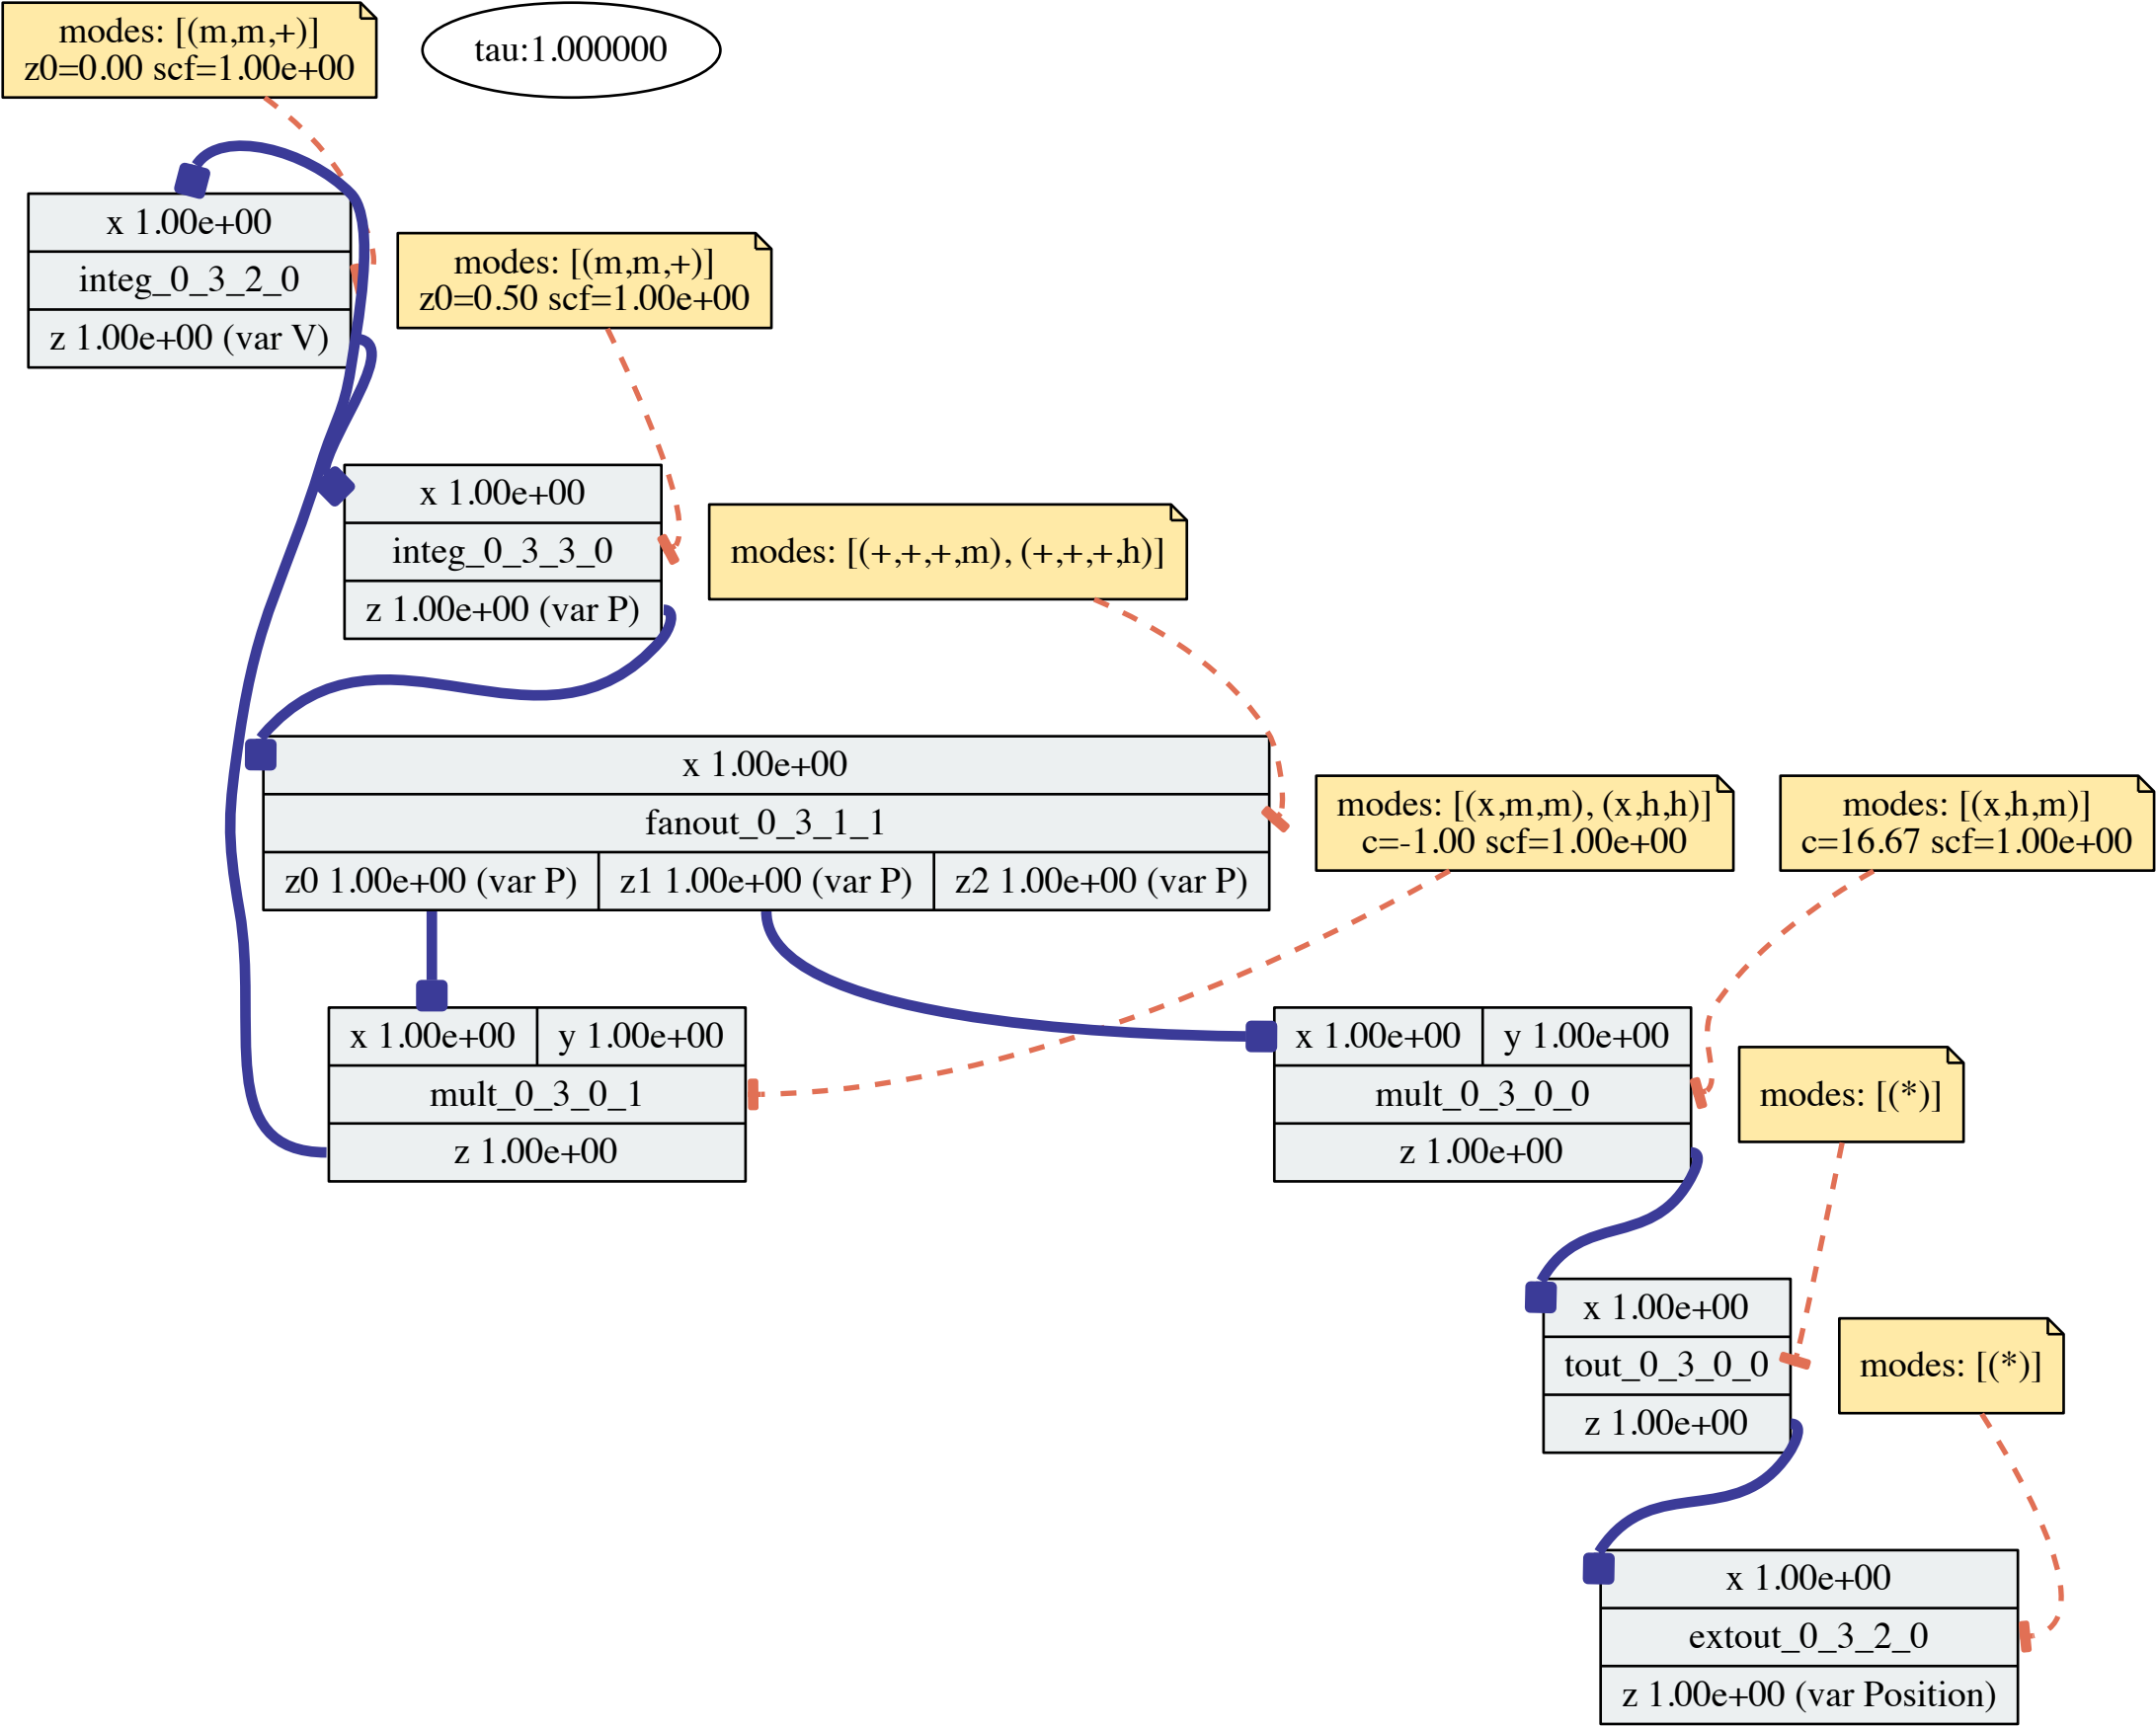 modes: [(m,m,+)]
z0=0.00 scf=1.00e+00
tau:1.000000
x 1.00e+00
integ_0_3_2_0
z 1.00e+00 (var V)
modes: [(m,m,+)]
z0=0.50 scf=1.00e+00
x 1.00e+00
integ_0_3_3_0
z 1.00e+00 (var P)
modes: [(+,+,+,m), (+,+,+,h)]
x 1.00e+00
fanout_0_3_1_1
z0 1.00e+00 (var P)
z1 1.00e+00 (var P)
z2 1.00e+00 (var P)
modes: [(x,m,m), (x,h,h)]
c=-1.00 scf=1.00e+00
modes: [(x,h,m)]
c=16.67 scf=1.00e+00
x 1.00e+00
y 1.00e+00
mult_0_3_0_1
z 1.00e+00
x 1.00e+00
y 1.00e+00
mult_0_3_0_0
z 1.00e+00
modes: [(*)]
x 1.00e+00
tout_0_3_0_0
z 1.00e+00
modes: [(*)]
x 1.00e+00
extout_0_3_2_0
z 1.00e+00 (var Position)